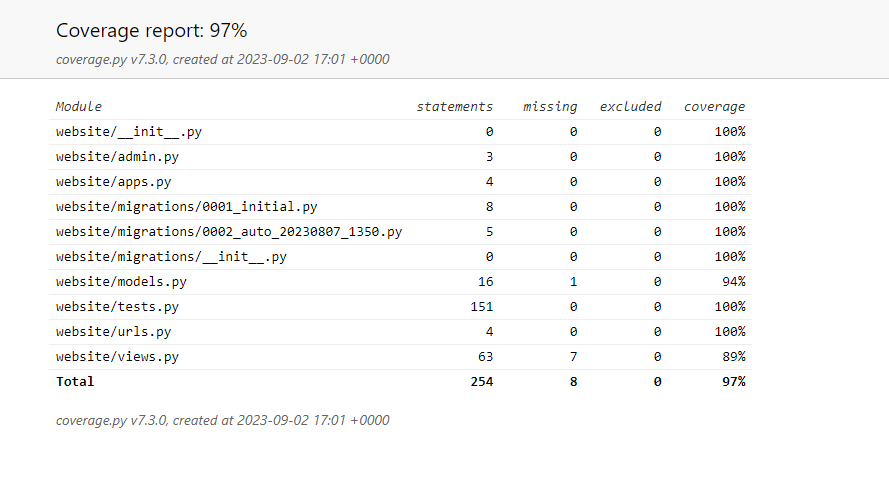 Coverage report: 97%
coverage.py v7.3.0, created at 2023-09-02 17:01 +0000
Module statements missing excluded coverage
website/__init__.py 0 0 0 100%
website/admin.py 3 0 0 100%
website/apps.py 4 0 0 100%
website/migrations/0001_initial.py 8 0 0 100%
website/migrations/0002_auto_20230807_1350.py 5 0 0 100%
website/migrations/__init__.py 0 0 0 100%
website/models.py 16 1 0 94%
website/tests.py 151 0 0 100%
website/urls.py 4 0 0 100%
website/views.py 63 7 0 89%
Total 254 8 0 97%
coverage.py v7.3.0, created at 2023-09-02 17:01 +0000